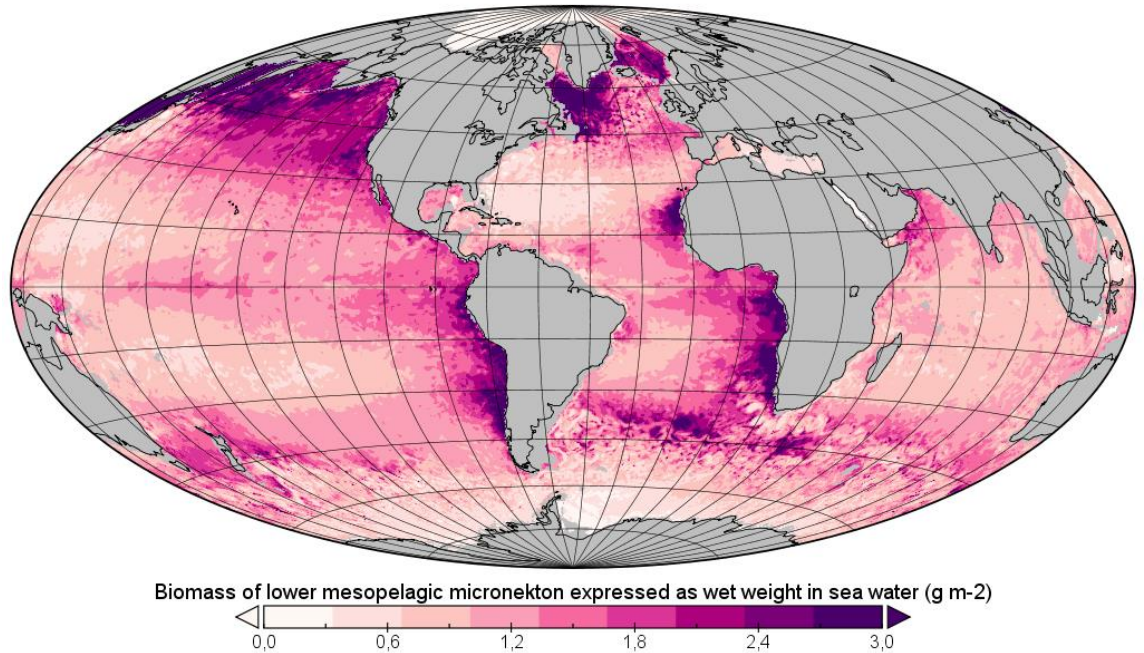 Biomass of lower mesopelagic micronekton expressed as wet weight in sea water (g m-2)
0,0 0,6 1,2 1,8 2,4 3,0